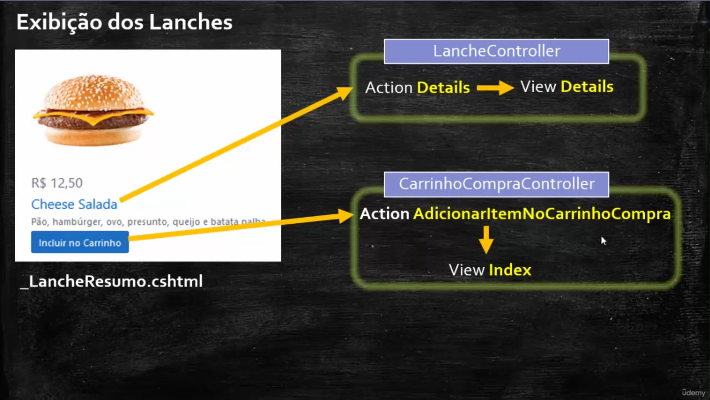 Exibição dos Lanches
R$ 12,50
Cheese Salada
Pão, hambúrger, ovo, presunto, queijo e batata palha
Incluir no Carrinho
_LancheResumo.cshtml
LancheController
Action Details
View Details
CarrinhoCompraController
Action AdicionarItemNoCarrinhoCompra
View Index
ûdemy